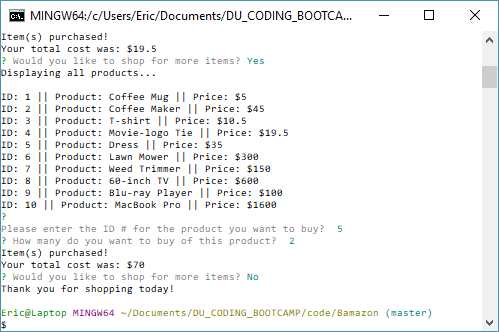 MINGW64:/c/Users/Eric/Documents/DU_CODING_BOOTCA...
Item(s) purchased!
Your total cost was: $19.5
? Would you like to shop for more items? Yes
Displaying all products...
ID: 1 || Product: Coffee Mug || Price: $5
ID: 2 || Product: Coffee Maker || Price: $45
ID: 3 || Product: T-shirt || Price: $10.5
ID: 4 || Product: Movie-logo Tie || Price: $19.5
ID: 5 || Product: Dress || Price: $35
ID: 6 || Product: Lawn Mower || Price: $300
ID: 7 || Product: Weed Trimmer || Price: $150
ID: 8 || Product: 60-inch TV || Price: $600
ID: 9 || Product: Blu-ray Player || Price: $100
ID: 10 || Product: MacBook Pro || Price: $1600
?
Please enter the ID # for the product you want to buy?  5
? How many do you want to buy of this product?  2
Item(s) purchased!
Your total cost was: $70
? Would you like to shop for more items? No
Thank you for shopping today!
Eric@Laptop MINGW64 ~/Documents/DU_CODING_BOOTCAMP/code/Bamazon (master)
$